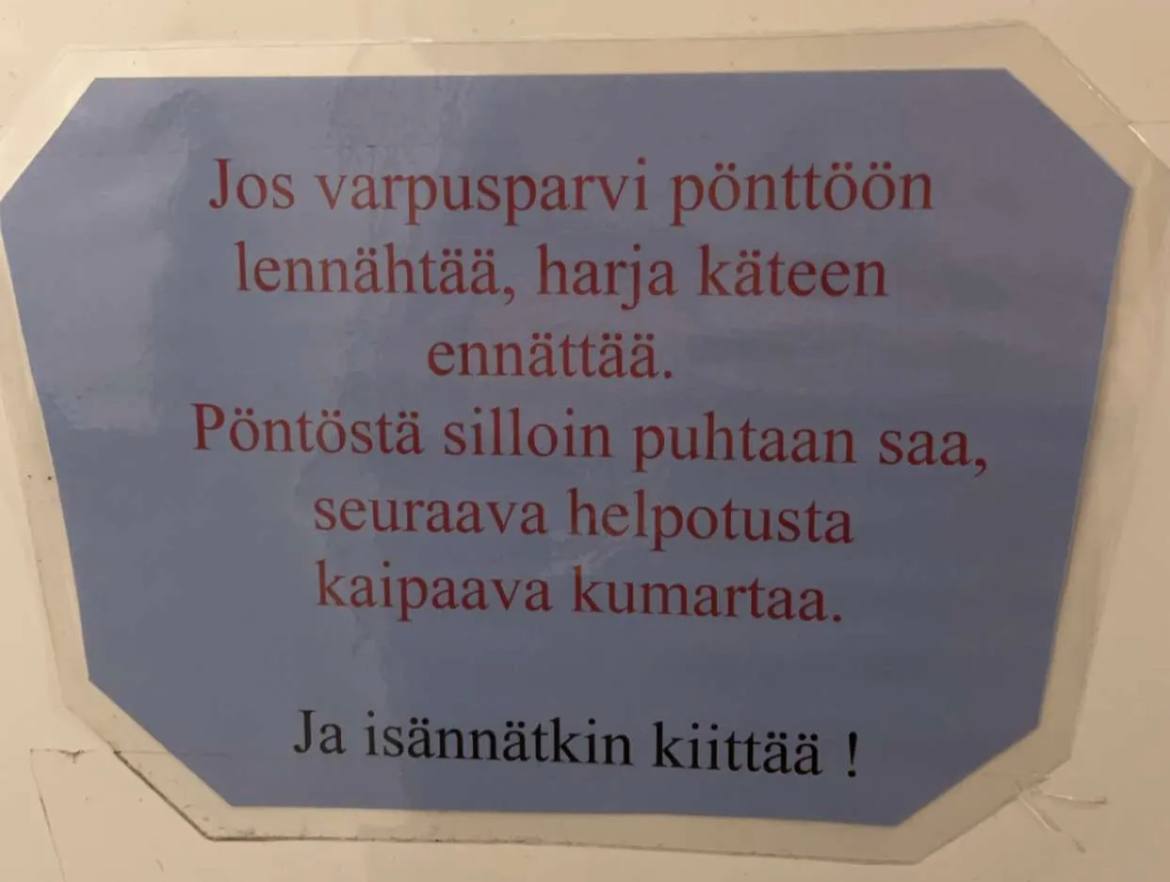 Jos varpusparvi pönttöön
lennähtää, harja käteen
ennättää.
Pöntöstä silloin puhtaan saa,
seuraava helpotusta
kaipaava kumartaa.
Ja isännätkin kiittää !